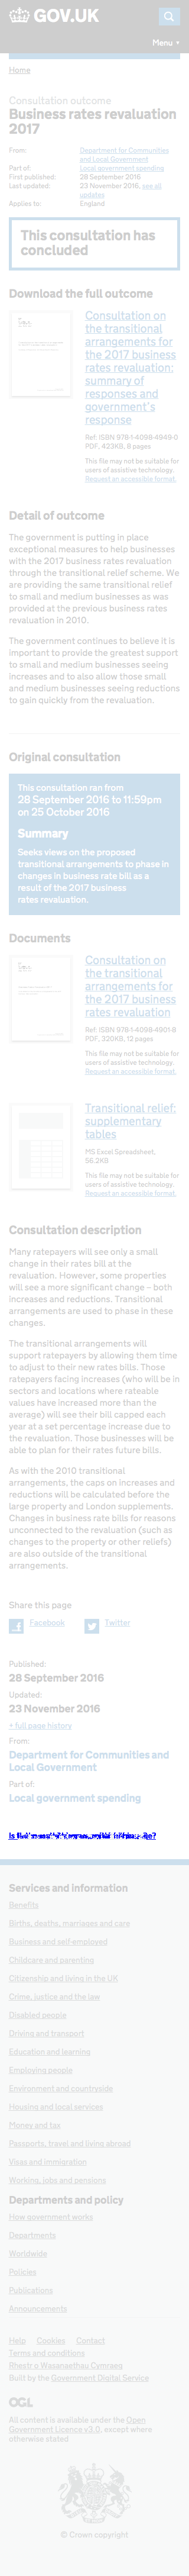 GOV.UK
Menu
Home
Consultation outcome
Business rates revaluation
2017
From: Department for Communities
and Local Government
Part of: Local government spending
First published: 28 September 2016
Last updated: 23 November 2016, see all
updates
Applies to: England
This consultation has
concluded
Download the full outcome
Consultation on
the transitional
arrangements for
the 2017 business
rates revaluation:
summary of
responses and
government's
response
Ref: ISBN 978-1-4098-4949-0
PDF, 423KB, 8 pages
This file may not be suitable for
users of assistive technology.
Request an accessible format.
Detail of outcome
The government is putting in place
exceptional measures to help businesses
with the 2017 business rates revaluation
through the transitional relief scheme. We
are providing the same transitional relief
to small and medium businesses as was
provided at the previous business rates
revaluation in 2010.
The government continues to believe it is
important to provide the strongest support
to small and medium businesses seeing
increases and to also allow those small
and medium businesses seeing reductions
to gain quickly from the revaluation.
Original consultation
This consultation ran from
28 September 2016 to 11:59pm
on 25 October 2016
Summary
Seeks views on the proposed
transitional arrangements to phase in
changes in business rate bill as a
result of the 2017 business
rates revaluation.
Documents
Consultation on
the transitional
arrangements for
the 2017 business
rates revaluation
Ref: ISBN 978-1-4098-4901-8
PDF, 320KB, 12 pages
This file may not be suitable for
users of assistive technology.
Request an accessible format.
Transitional relief:
supplementary
tables
MS Excel Spreadsheet,
56.2KB
This file may not be suitable for
users of assistive technology.
Request an accessible format.
Consultation description
Many ratepayers will see only a small
change in their rates bill at the
revaluation. However, some properties
will see a more significant change – both
increases and reductions. Transitional
arrangements are used to phase in these
changes.
The transitional arrangements will
support ratepayers by allowing them time
to adjust to their new rates bills. Those
ratepayers facing increases (who will be in
sectors and locations where rateable
values have increased more than the
average) will see their bill capped each
year at a set percentage increase due to
the revaluation. Those businesses will be
able to plan for their rates future bills.
As with the 2010 transitional
arrangements, the caps on increases and
reductions will be calculated before the
large property and London supplements.
Changes in rates bills for reasons
unconnected to the revaluation (such as
changes to the property or other reliefs)
are also outside of the transitional
arrangements.
Share this page
Facebook Twitter
Published:
28 September 2016
Updated:
23 November 2016
+ full page history
From:
Department for Communities and
Local Government
Part of:
Local government spending
Services and information
Benefits
Births, deaths, marriages and care
Business and self-employed
Childcare and parenting
Citizenship and living in the UK
Crime, justice and the law
Disabled people
Driving and transport
Education and learning
Employing people
Environment and countryside
Housing and local services
Money and tax
Passports, travel and living abroad
Visas and immigration
Working, jobs and pensions
Departments and policy
How government works
Departments
Worldwide
Policies
Publications
Announcements
Help Cookies Contact
Terms and conditions
Rhestr o Wasanaethau Cymraeg
Built by the Government Digital Service
OGL
All content is available under the Open
Government Licence v3.0, except where
otherwise stated
© Crown copyright